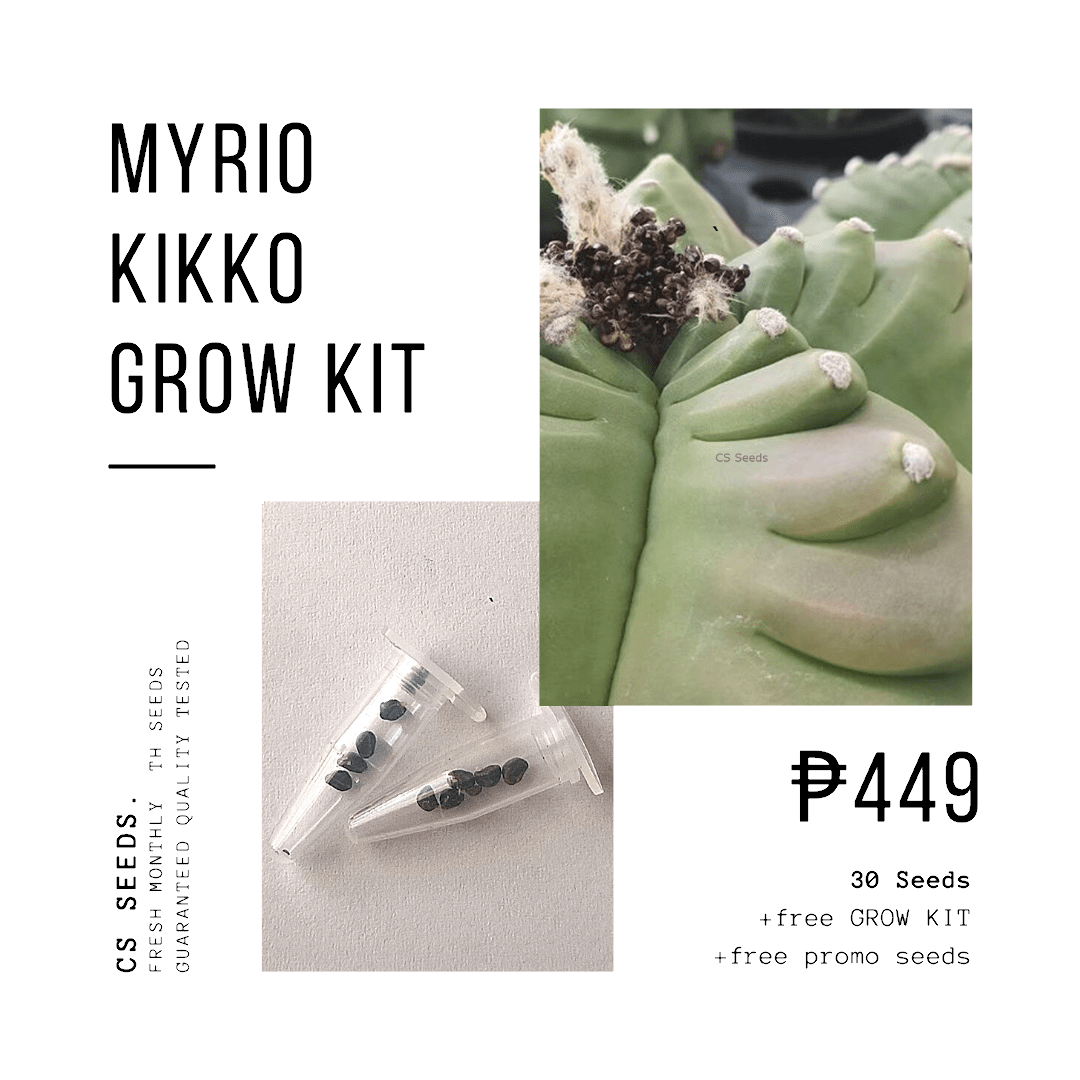 MYRIO
KIKKO
GROW KIT
CS Seeds
CS SEEDS.
FRESH MONTHLY TH SEEDS
GUARANTEED QUALITY TESTED
₱449
30 Seeds
+free GROW KIT
+free promo seeds